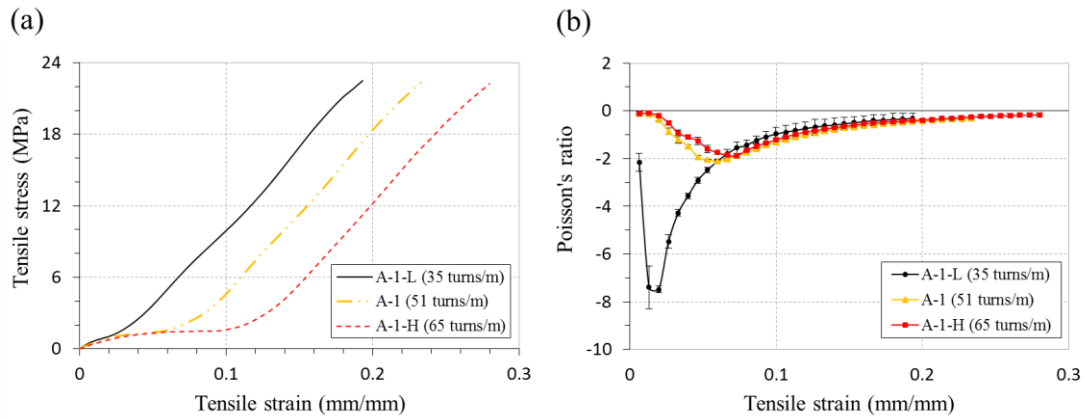 (a)
24
18
12
6
0
Tensile stress (MPa)
A-1-L (35 turns/m)
A-1 (51 turns/m)
A-1-H (65 turns/m)
0 0.1 0.2 0.3
Tensile strain (mm/mm)
(b)
2
0
-2
-4
-6
-8
-10
Poisson's ratio
A-1-L (35 turns/m)
A-1 (51 turns/m)
A-1-H (65 turns/m)
0 0.1 0.2 0.3
Tensile strain (mm/mm)